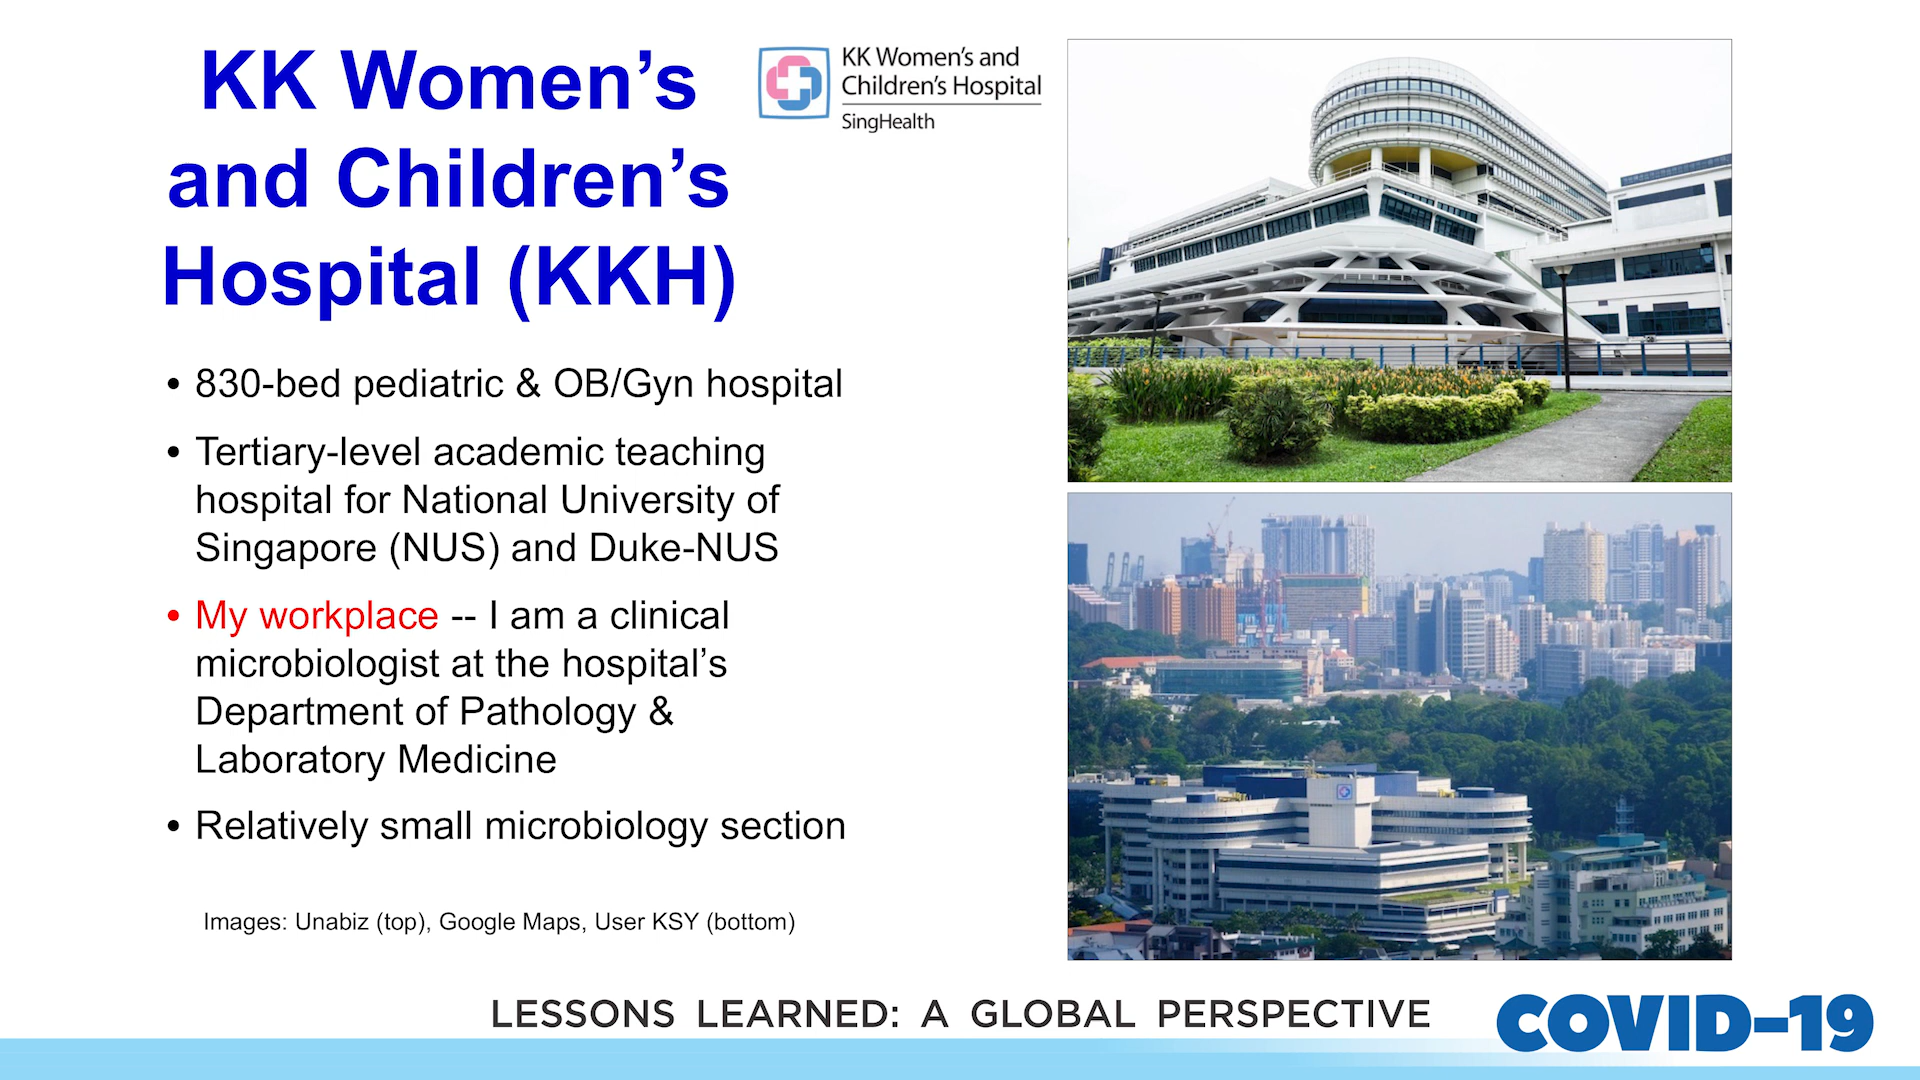 KK Women’s
and Children’s
Hospital (KKH)
KK Women’s and
Children’s Hospital
SingHealth
• 830-bed pediatric & OB/Gyn hospital
• Tertiary-level academic teaching
hospital for National University of
Singapore (NUS) and Duke-NUS
• My workplace -- I am a clinical
microbiologist at the hospital’s
Department of Pathology &
Laboratory Medicine
• Relatively small microbiology section
Images: Unabiz (top), Google Maps, User KSY (bottom)
LESSONS LEARNED: A GLOBAL PERSPECTIVE
COVID-19